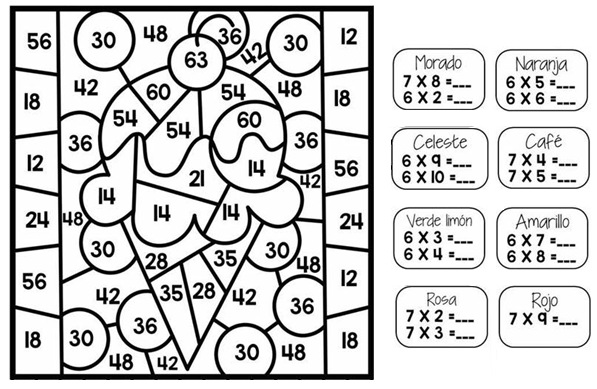 56
30
48
36
42
30
12
63
18
42
60
54
48
18
54
54
60
36
36
12
14
21
14
42
56
14
14
14
24
48
24
30
28
35
30
48
56
42
35
28
42
12
36
36
18
30
48
42
30
48
18
Morado
7 X 8 =___
6 X 2 =___
Naranja
6 X 5 =___
6 X 6 =___
Celeste
6 X 9 =___
6 X 10 =___
Café
7 X 4 =___
7 X 5 =___
Verde limón
6 X 3 =___
6 X 4 =___
Amarillo
6 X 7 =___
6 X 8 =___
Rosa
7 X 2 =___
7 X 3 =___
Rojo
7 X 9 =___